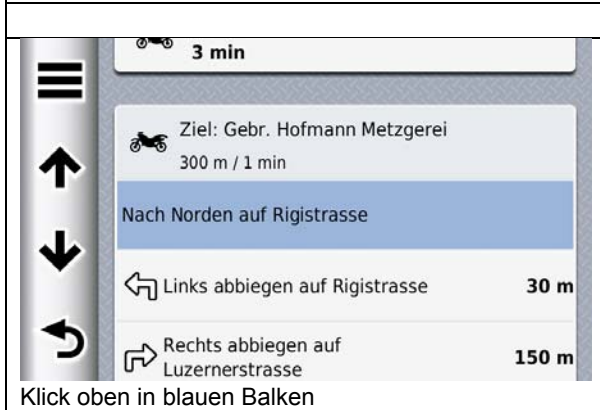 3 min
Ziel: Gebr. Hofmann Metzgerei
300 m / 1 min
Nach Norden auf Rigistrasse
Links abbiegen auf Rigistrasse 30 m
Rechts abbiegen auf
Luzernerstrasse 150 m
Klick oben in blauen Balken